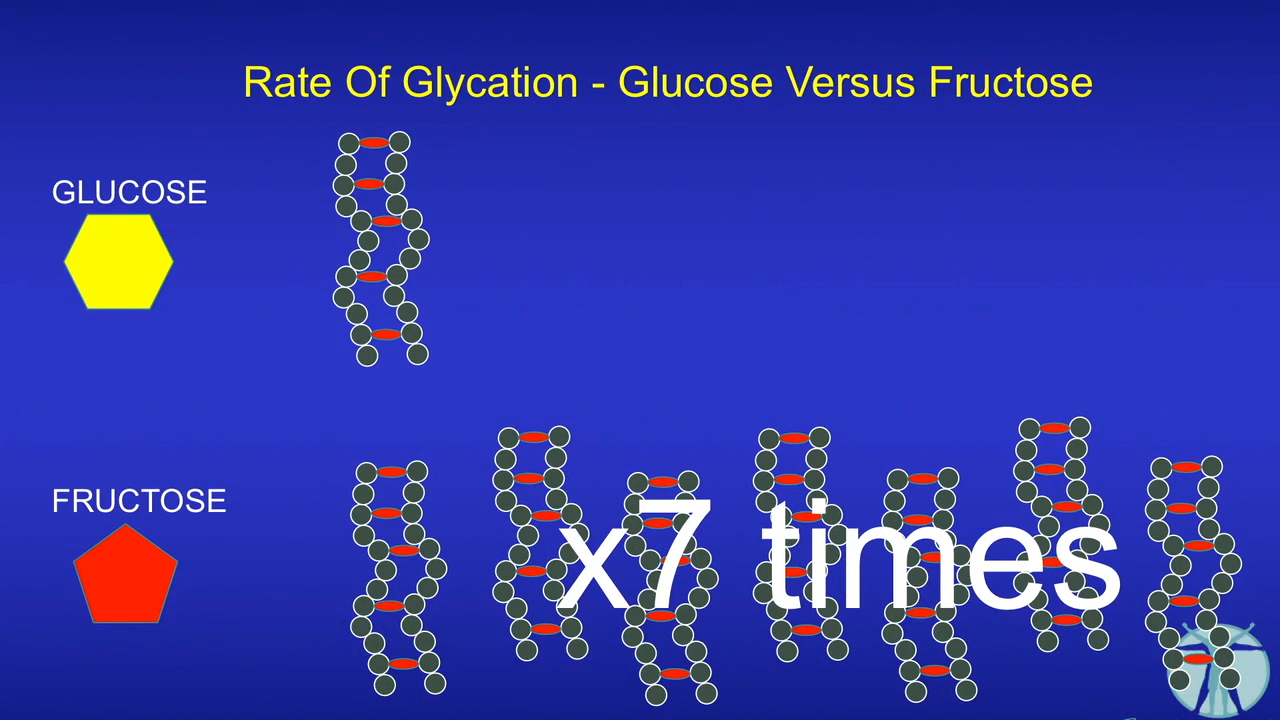 Rate Of Glycation - Glucose Versus Fructose
GLUCOSE
FRUCTOSE
x7 times